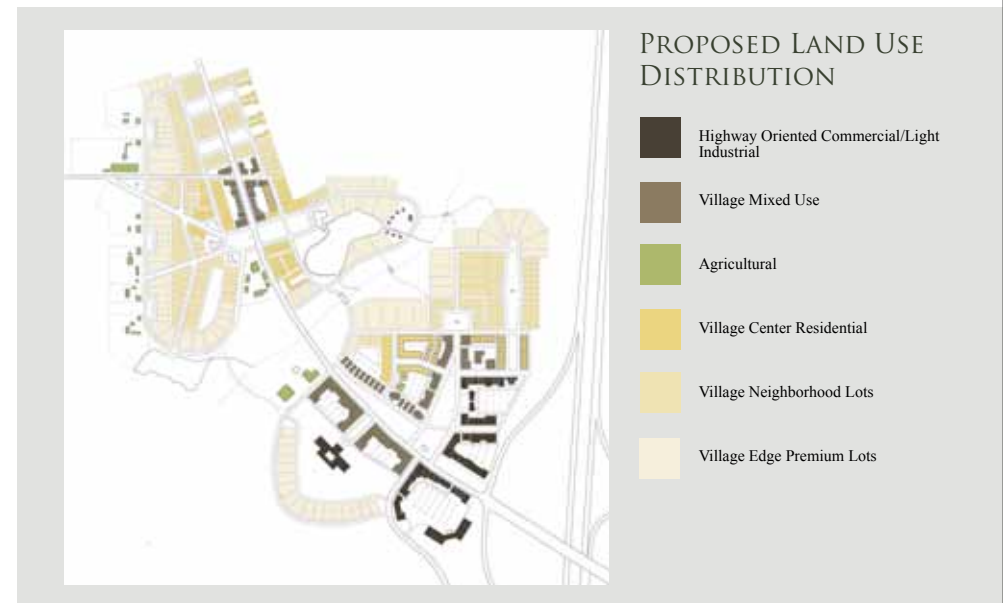 PROPOSED LAND USE
DISTRIBUTION
Highway Oriented Commercial/Light
Industrial
Village Mixed Use
Agricultural
Village Center Residential
Village Neighborhood Lots
Village Edge Premium Lots